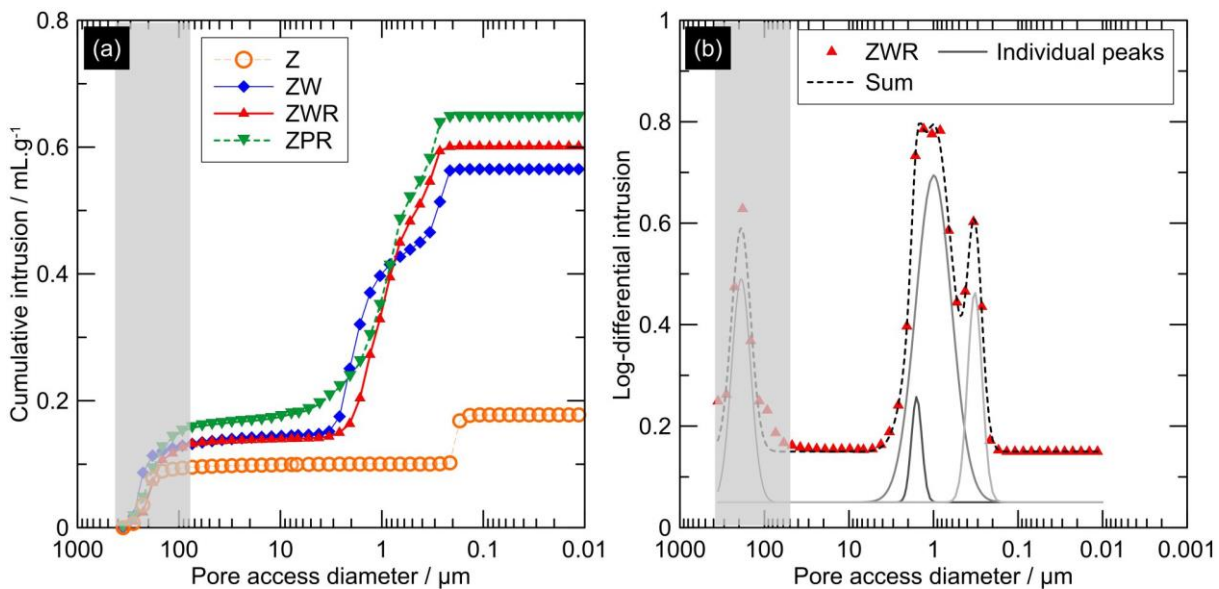 (a)
Z
ZW
ZWR
ZPR
Cumulative intrusion / mL.g-1
0.8
0.6
0.4
0.2
0
1000 100 10 1 0.1 0.01
Pore access diameter / µm
(b)
ZWR Individual peaks
Sum
Log-differential intrusion
1
0.8
0.6
0.4
0.2
0
1000 100 10 1 0.1 0.01 0.001
Pore access diameter / µm